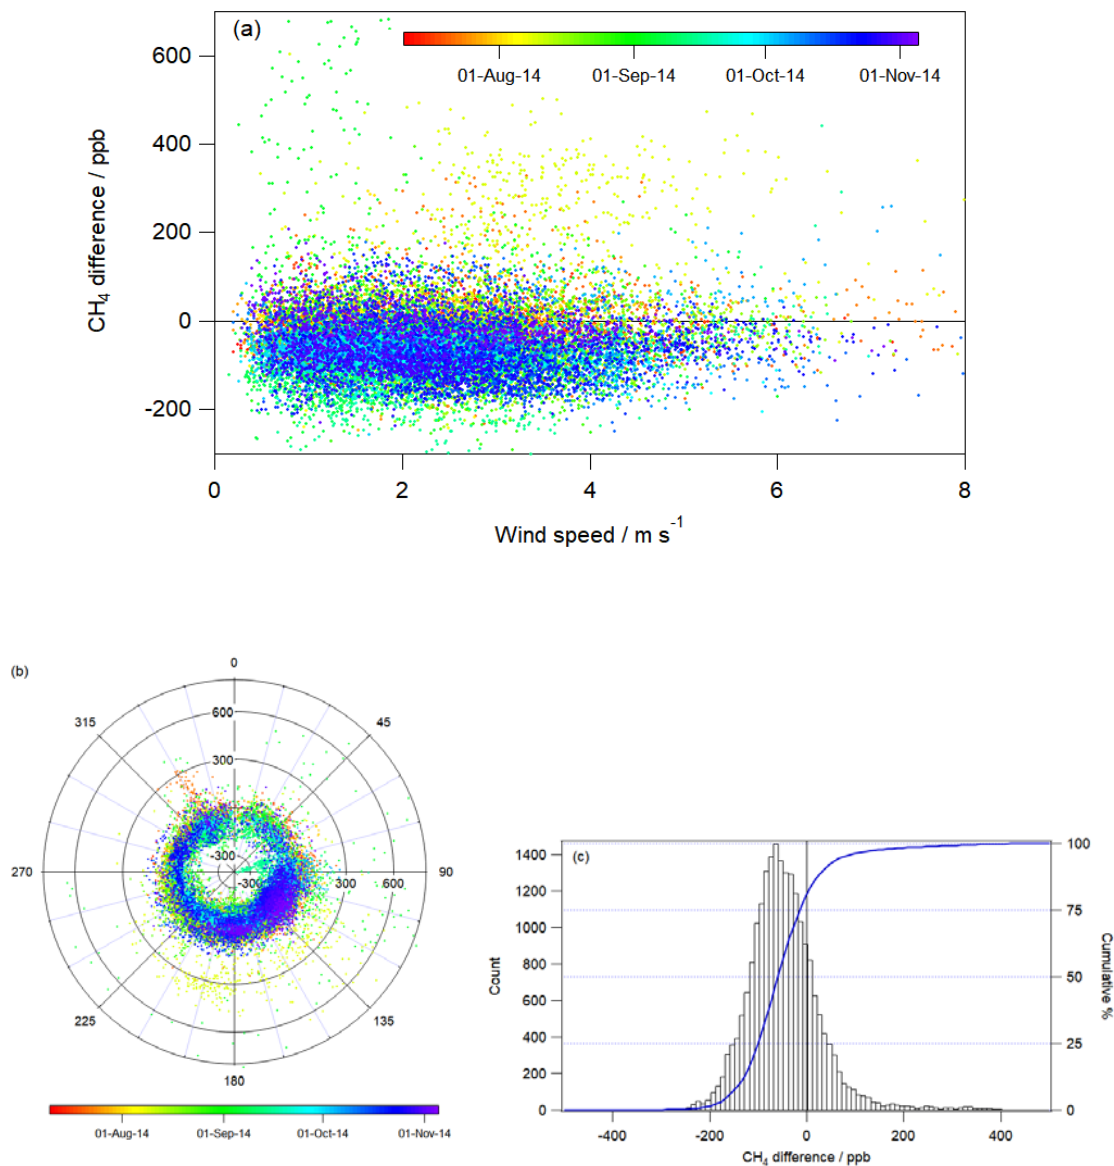 (a)
600
400
200
0
-200
CH4 difference / ppb
01-Aug-14 01-Sep-14 01-Oct-14 01-Nov-14
0 2 4 6 8
Wind speed / m s-1
(b)
0
315 45
600
300
270 -300 90
-300 300 600
225 135
180
01-Aug-14 01-Sep-14 01-Oct-14 01-Nov-14
(c)
1400
1200
1000
800
600
400
200
0
Count
100
75
50
25
0
Cumulative %
-400 -200 0 200 400
CH4 difference / ppb